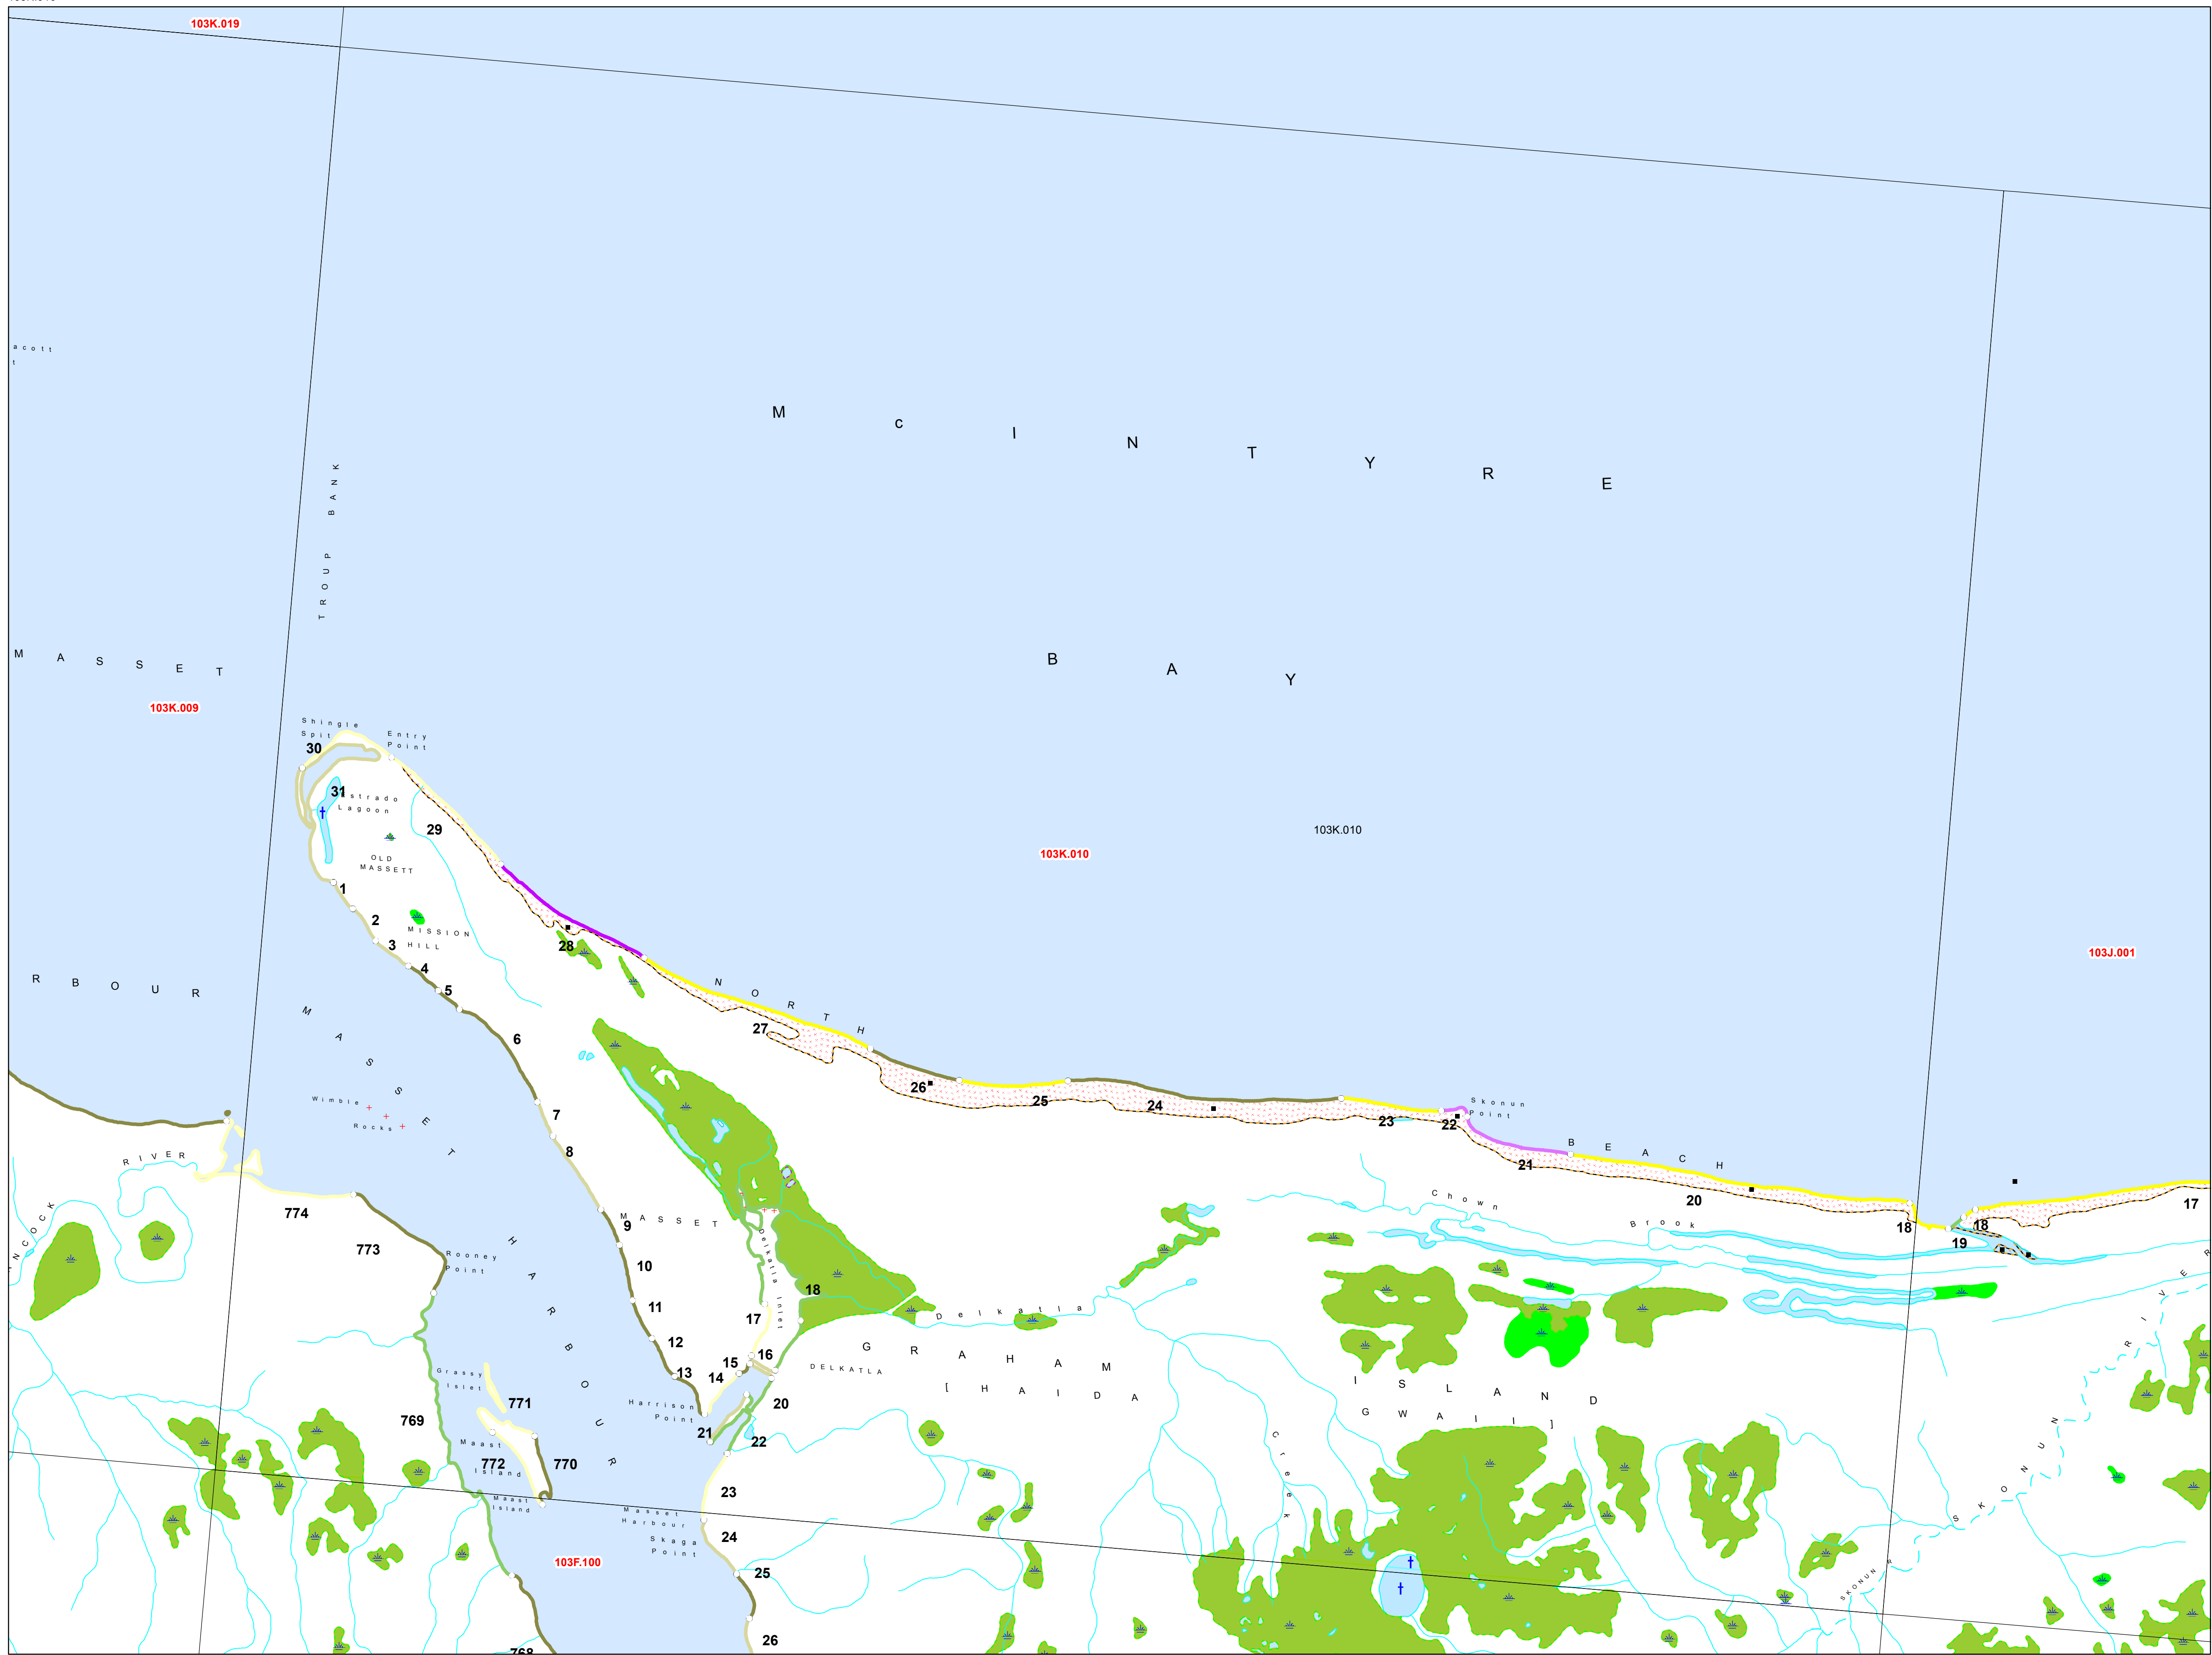 103K.019
acott
t
M c I N T Y R E
B A Y
TROUP BANK
MASSET
103K.009
Shingle
Spit
Entry
Point
30
31
Estrado
Lagoon
29
103K.010
103K.010
OLD
MASSETT
1
2
MISSION
HILL
3
4
5
28
103J.001
RBOUR
MASSET HARBOUR
NORTH
27
6
26
25
24
23
22
Skonun
Point
Wimble
Rocks
7
8
BEACH
21
20
RIVER
17
Chown
Brook
18
18
19
774
773
9
MASSET
Delkatla Inlet
10
11
12
13
Rooney
Point
18
17
16
15
14
Delkatla
GRAHAM
DELKATLA
[HAIDA
ISLAND
GWAII]
Grassy
Islet
771
769
Harrison
Point
20
21
22
Maast
772
Island
770
Creek
SKONUN RIVER
23
Maast
Island
Masset
Harbour
24
Skaga
Point
103F.100
25
SKONUN R
26
768